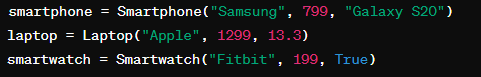 smartphone = Smartphone("Samsung", 799, "Galaxy S20")
laptop = Laptop("Apple", 1299, 13.3)
smartwatch = Smartwatch("Fitbit", 199, True)